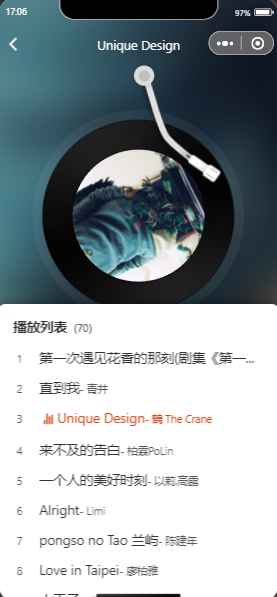 17:06
97%
Unique Design
播放列表 (70)
1 第一次遇见花香的那刻(剧集《第一...
2 直到我- 青井
3 Unique Design- 鶴 The Crane
4 来不及的告白- 柏霖PoLin
5 一个人的美好时刻- 以莉.高露
6 Alright- Limi
7 pongso no Tao 兰屿- 陈建年
8 Love in Taipei- 廖柏雅